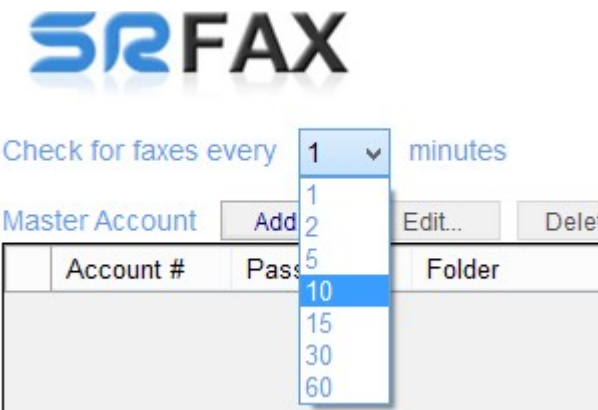 SRFAX
Check for faxes every 1 minutes
1
Master Account Add Edit...
2
5
Account # Folder
10
15
30
60